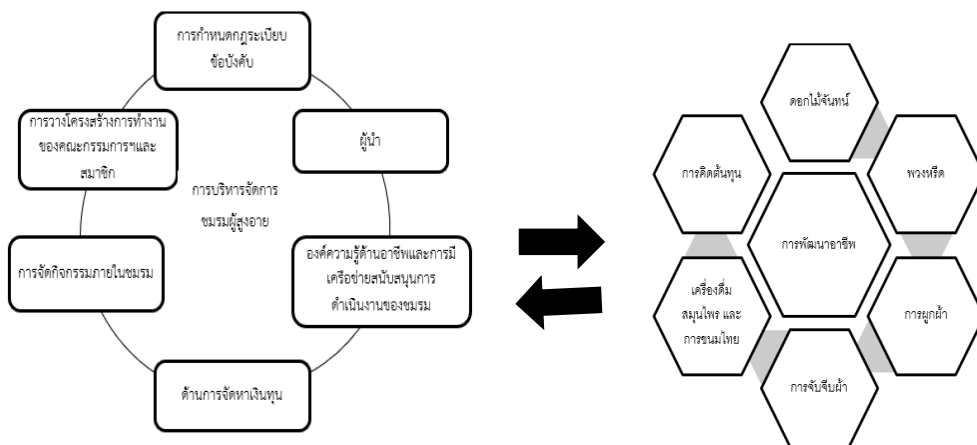 การกำหนดกฎระเบียบ
ข้อบังคับ
ผู้นำ
องค์ความรู้ด้านอาชีพและการมี
เครือข่ายสนับสนุนการ
ดำเนินงานของชมรม
ด้านการจัดหาเงินทุน
การจัดกิจกรรมภายในชมรม
การวางโครงสร้างการทำงาน
ของคณะกรรมการฯและ
สมาชิก
การบริหารจัดการ
ชมรมผู้สูงอาย
ดอกไม้จันทน์
พวงหรีด
การผูกผ้า
การจับจีบผ้า
เครื่องดื่ม
สมุนไพร และ
การขนมไทย
การคิดต้นทุน
การพัฒนาอาชีพ